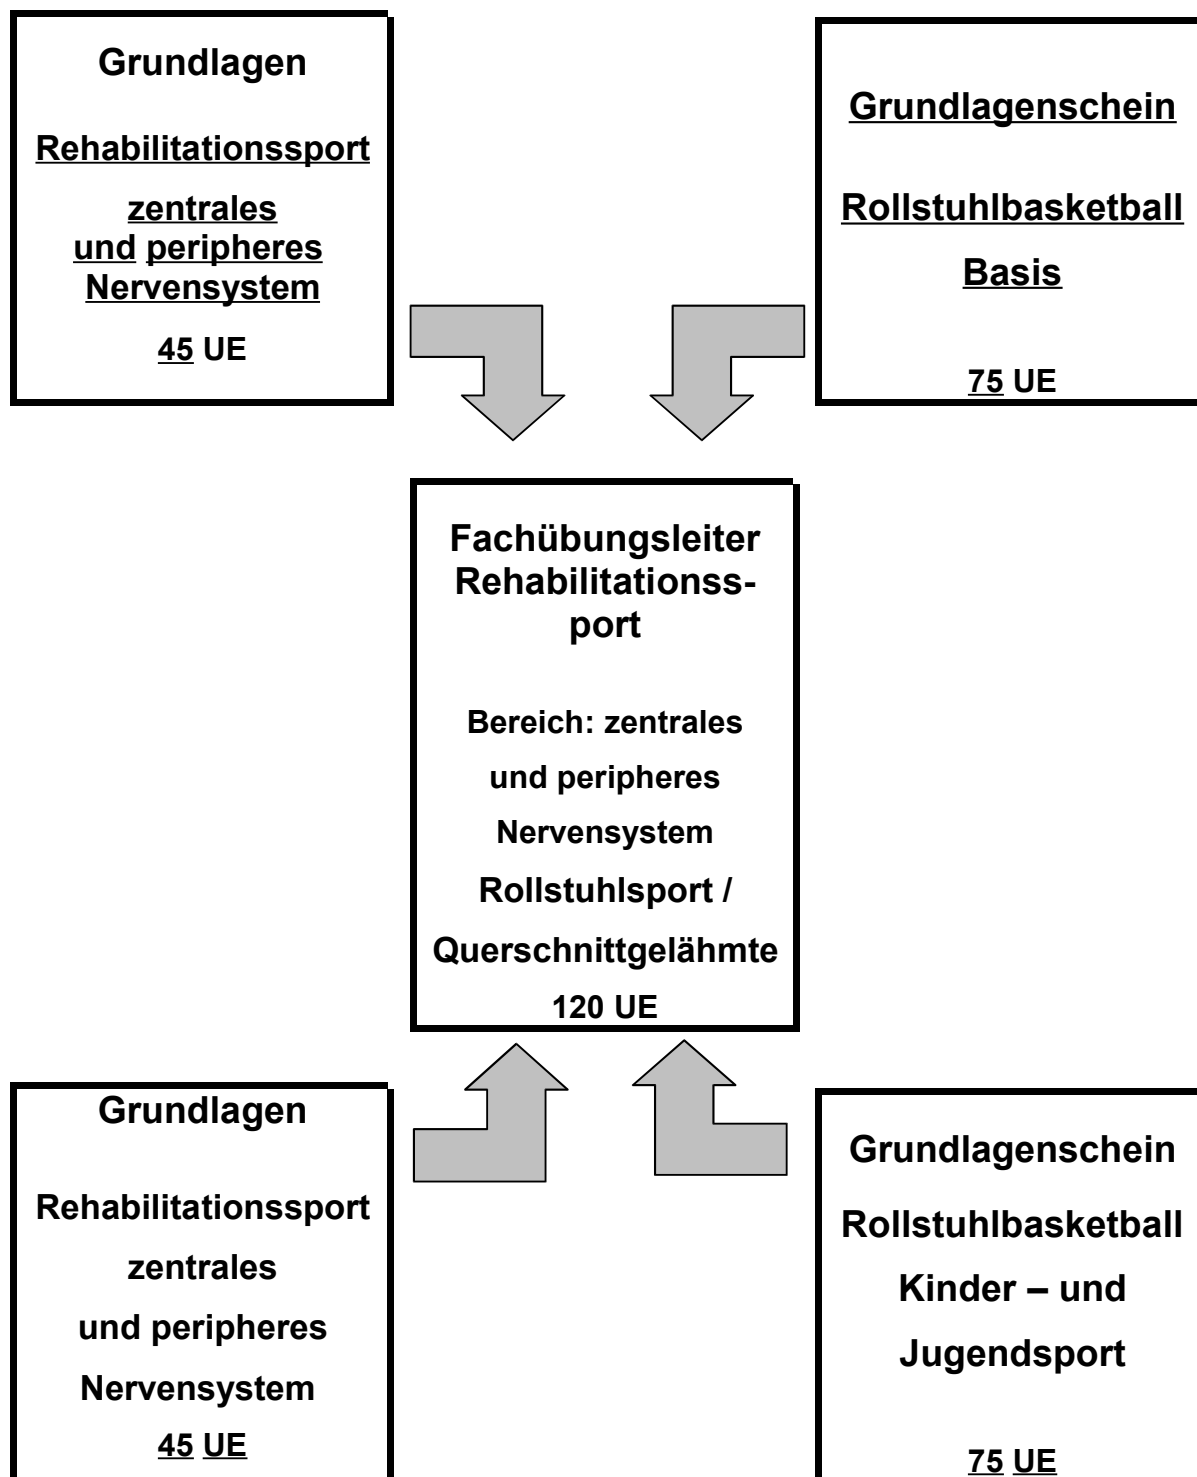 Grundlagen
Rehabilitationssport
zentrales
und peripheres
Nervensystem
45 UE
Grundlagenschein
Rollstuhlbasketball
Basis
75 UE
Fachübungsleiter
Rehabilitationss-
port
Bereich: zentrales
und peripheres
Nervensystem
Rollstuhlsport /
Querschnittgelähmte
120 UE
Grundlagen
Rehabilitationssport
zentrales
und peripheres
Nervensystem
45 UE
Grundlagenschein
Rollstuhlbasketball
Kinder – und
Jugendsport
75 UE